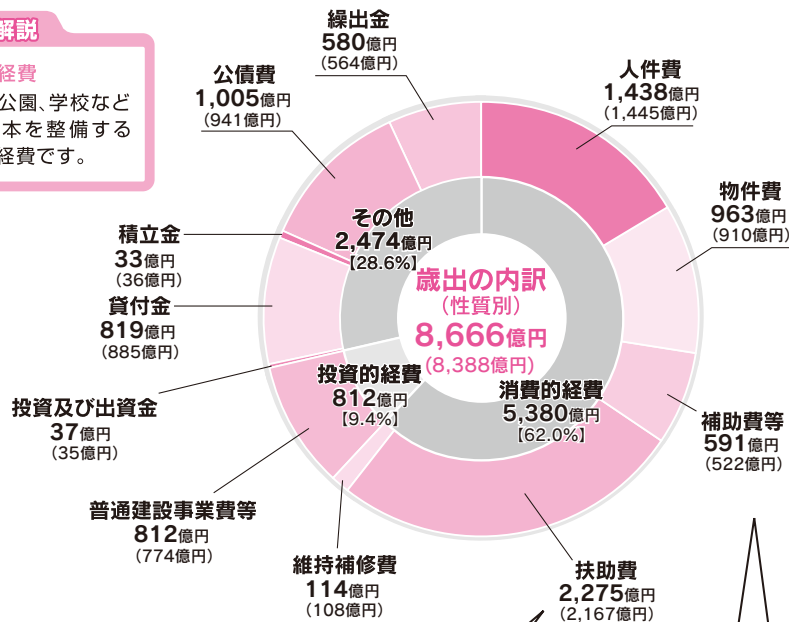 解説
経費
公園、学校など
本を整備する
経費です。
繰出金
580億円
（564億円）
公債費
1,005億円
（941億円）
人件費
1,438億円
（1,445億円）
物件費
963億円
（910億円）
その他
2,474億円
【28.6%】
積立金
33億円
（36億円）
貸付金
819億円
（885億円）
歳出の内訳
（性質別）
8,666億円
（8,388億円）
投資的経費
812億円
【9.4%】
消費的経費
5,380億円
【62.0%】
投資及び出資金
37億円
（35億円）
補助費等
591億円
（522億円）
普通建設事業費等
812億円
（774億円）
維持補修費
114億円
（108億円）
扶助費
2,275億円
（2,167億円）